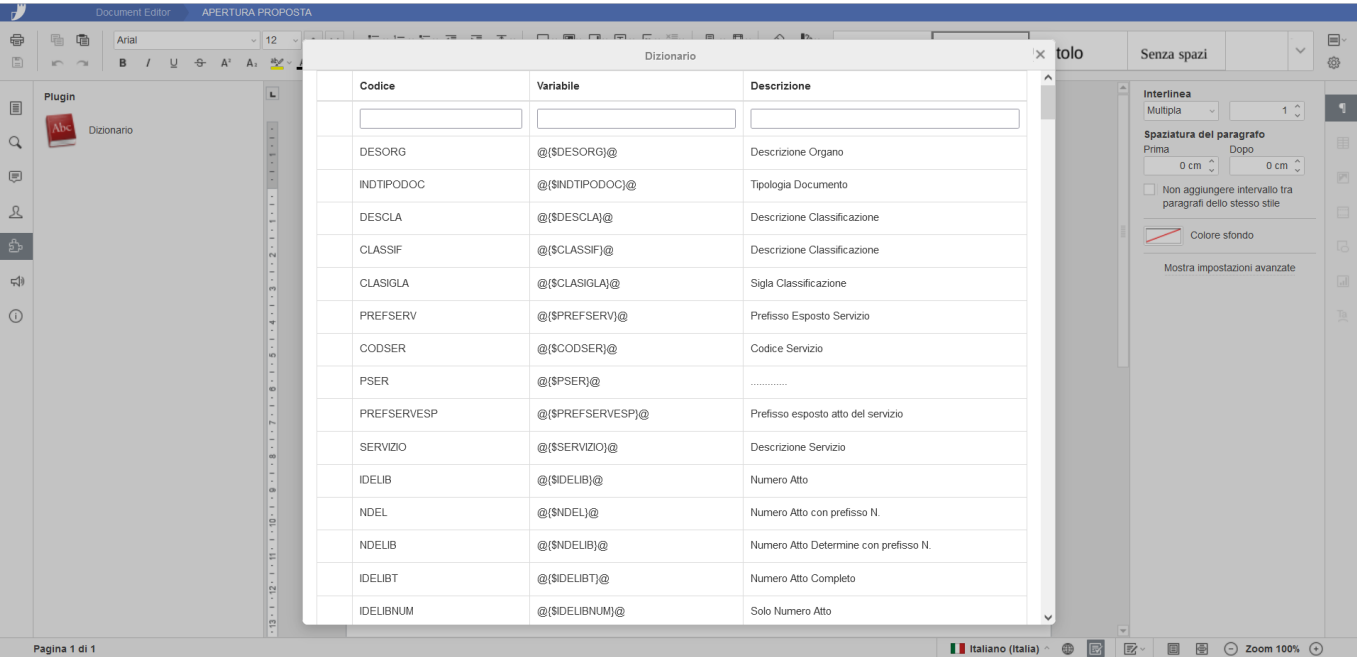 Document Editor APERTURA PROPOSTA
Arial 12
B I U S A² A₂
tolo Senza spazi
Dizionario
Plugin
Abc Dizionario
Codice Variabile Descrizione
DESORG @{$DESORG}@ Descrizione Organo
INDTIPODOC @{$INDTIPODOC}@ Tipologia Documento
DESCLA @{$DESCLA}@ Descrizione Classificazione
CLASSIF @{$CLASSIF}@ Descrizione Classificazione
CLASIGLA @{$CLASIGLA}@ Sigla Classificazione
PREFSERV @{$PREFSERV}@ Prefisso Esposto Servizio
CODSER @{$CODSER}@ Codice Servizio
PSER @{$PSER}@ .............
PREFSERVESP @{$PREFSERVESP}@ Prefisso esposto atto del servizio
SERVIZIO @{$SERVIZIO}@ Descrizione Servizio
IDELIB @{$IDELIB}@ Numero Atto
NDEL @{$NDEL}@ Numero Atto con prefisso N.
NDELIB @{$NDELIB}@ Numero Atto Determine con prefisso N.
IDELIBT @{$IDELIBT}@ Numero Atto Completo
IDELIBNUM @{$IDELIBNUM}@ Solo Numero Atto
Interlinea
Multipla 1
Spaziatura del paragrafo
Prima Dopo
0 cm 0 cm
Non aggiungere intervallo tra
paragrafi dello stesso stile
Colore sfondo
Mostra impostazioni avanzate
Pagina 1 di 1 Italiano (Italia) Zoom 100%